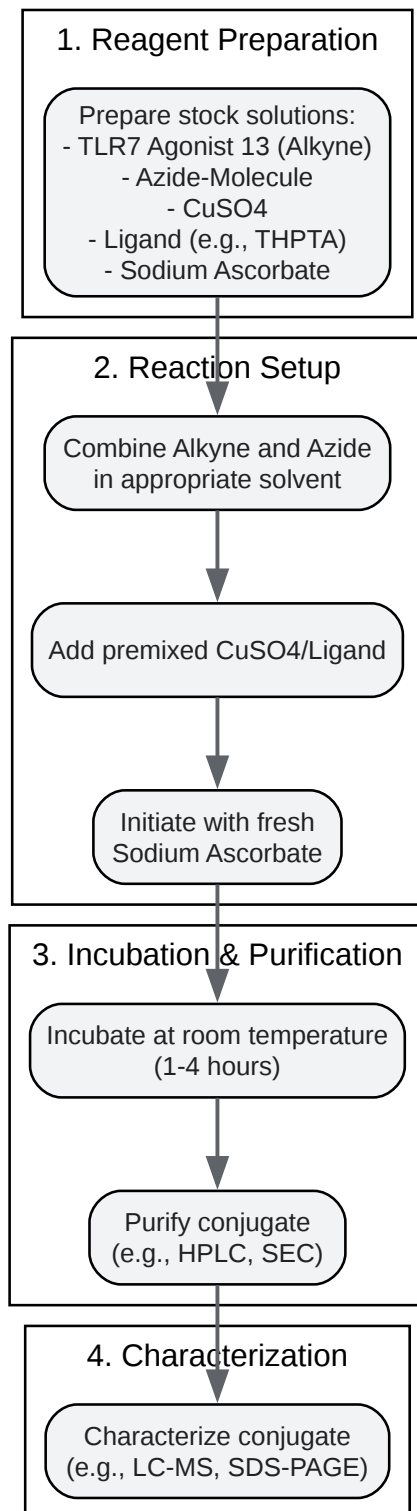 1. Reagent Preparation
Prepare stock solutions:
- TLR7 Agonist 13 (Alkyne)
- Azide-Molecule
- CuSO4
- Ligand (e.g., THPTA)
- Sodium Ascorbate
2. Reaction Setup
Combine Alkyne and Azide
in appropriate solvent
Add premixed CuSO4/Ligand
Initiate with fresh
Sodium Ascorbate
3. Incubation & Purification
Incubate at room temperature
(1-4 hours)
Purify conjugate
(e.g., HPLC, SEC)
4. Characterization
Characterize conjugate
(e.g., LC-MS, SDS-PAGE)